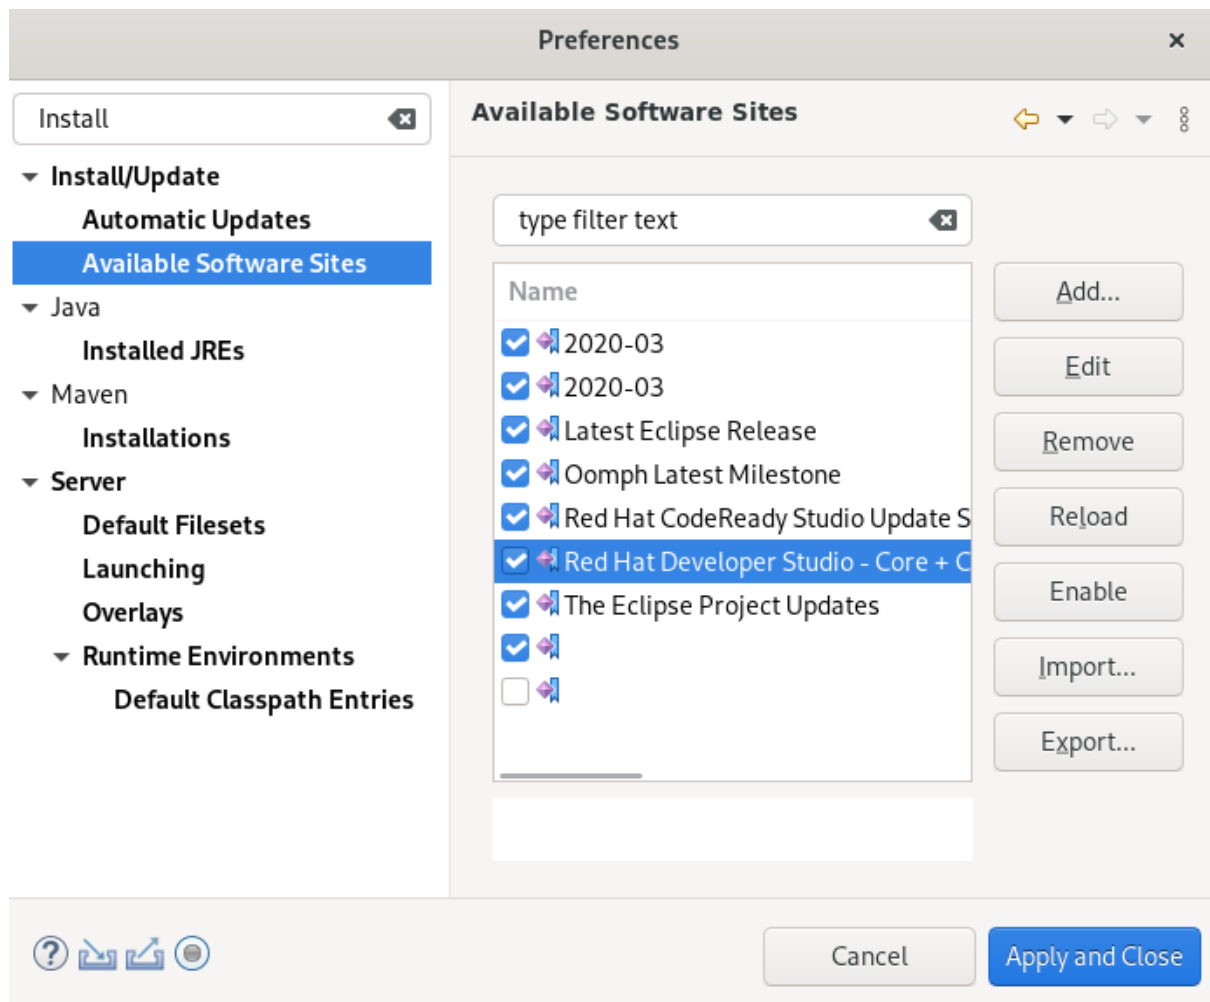 Preferences
Install
Install/Update
Automatic Updates
Available Software Sites
Java
Installed JREs
Maven
Installations
Server
Default Filesets
Launching
Overlays
Runtime Environments
Default Classpath Entries
Available Software Sites
type filter text
Name
2020-03
2020-03
Latest Eclipse Release
Oomph Latest Milestone
Red Hat CodeReady Studio Update S
Red Hat Developer Studio - Core + C
The Eclipse Project Updates
Add...
Edit
Remove
Reload
Enable
Import...
Export...
Cancel
Apply and Close